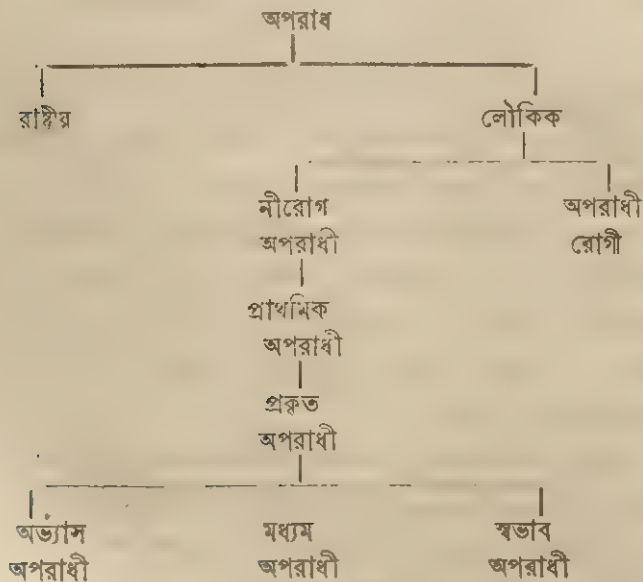 অপরাধ
রাষ্ট্রীয় লৌকিক
নীরোগ অপরাধী
অপরাধী রোগী
প্রাথমিক
অপরাধী
প্রকৃত
অপরাধী
অভ্যাস মধ্যম স্বভাব
অপরাধী অপরাধী অপরাধী